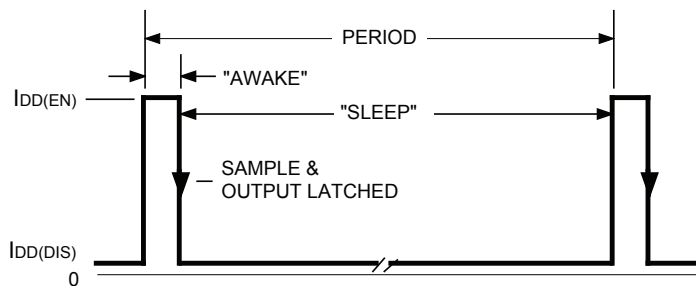 PERIOD
"AWAKE"
IDD(EN)
"SLEEP"
SAMPLE &
OUTPUT LATCHED
IDD(DIS)
0